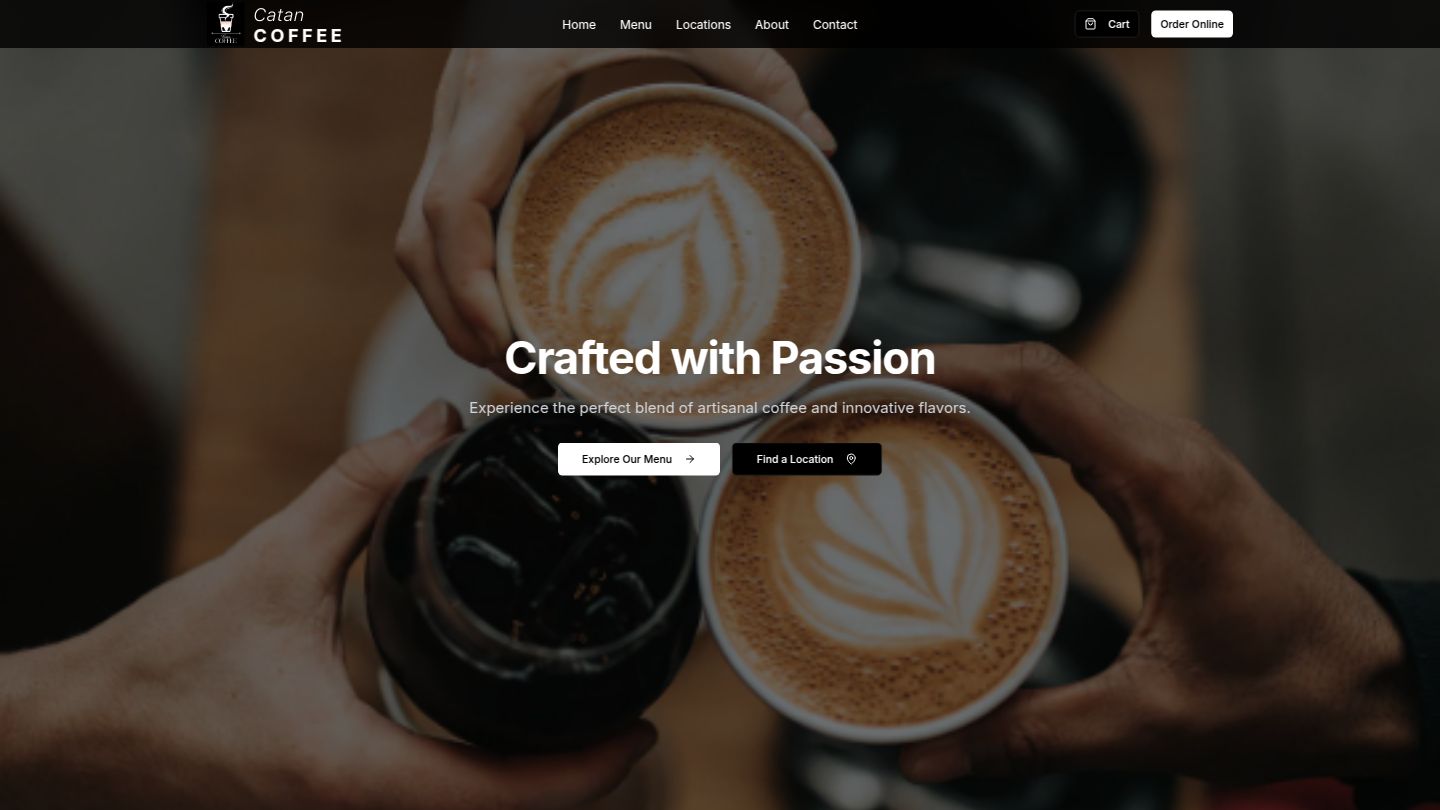 Catan
COFFEE
COFFEE
Home
Menu
Locations
About
Contact
Cart
Order Online
Crafted with Passion
Experience the perfect blend of artisanal coffee and innovative flavors.
Explore Our Menu
Find a Location